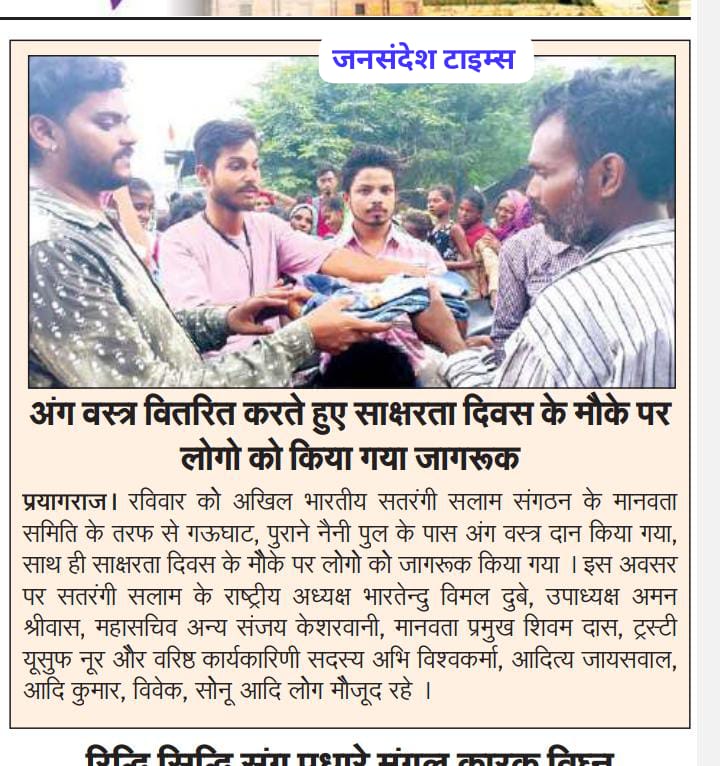 जनसंदेश टाइम्स
अंग वस्त्र वितरित करते हुए साक्षरता दिवस के मौके पर
लोगो को किया गया जागरूक
प्रयागराज। रविवार को अखिल भारतीय सतरंगी सलाम संगठन के मानवता
समिति के तरफ से गऊघाट, पुराने नैनी पुल के पास अंग वस्त्र दान किया गया,
साथ ही साक्षरता दिवस के मौके पर लोगो को जागरूक किया गया । इस अवसर
पर सतरंगी सलाम के राष्ट्रीय अध्यक्ष भारतेन्दु विमल दुबे, उपाध्यक्ष अमन
श्रीवास, महासचिव अन्य संजय केशरवानी, मानवता प्रमुख शिवम दास, ट्रस्टी
यूसुफ नूर और वरिष्ठ कार्यकारिणी सदस्य अभि विश्वकर्मा, आदित्य जायसवाल,
आदि कुमार, विवेक, सोनू आदि लोग मौजूद रहे ।
रिद्धि सिद्धि संग पधारे मंगल कारक विघ्न